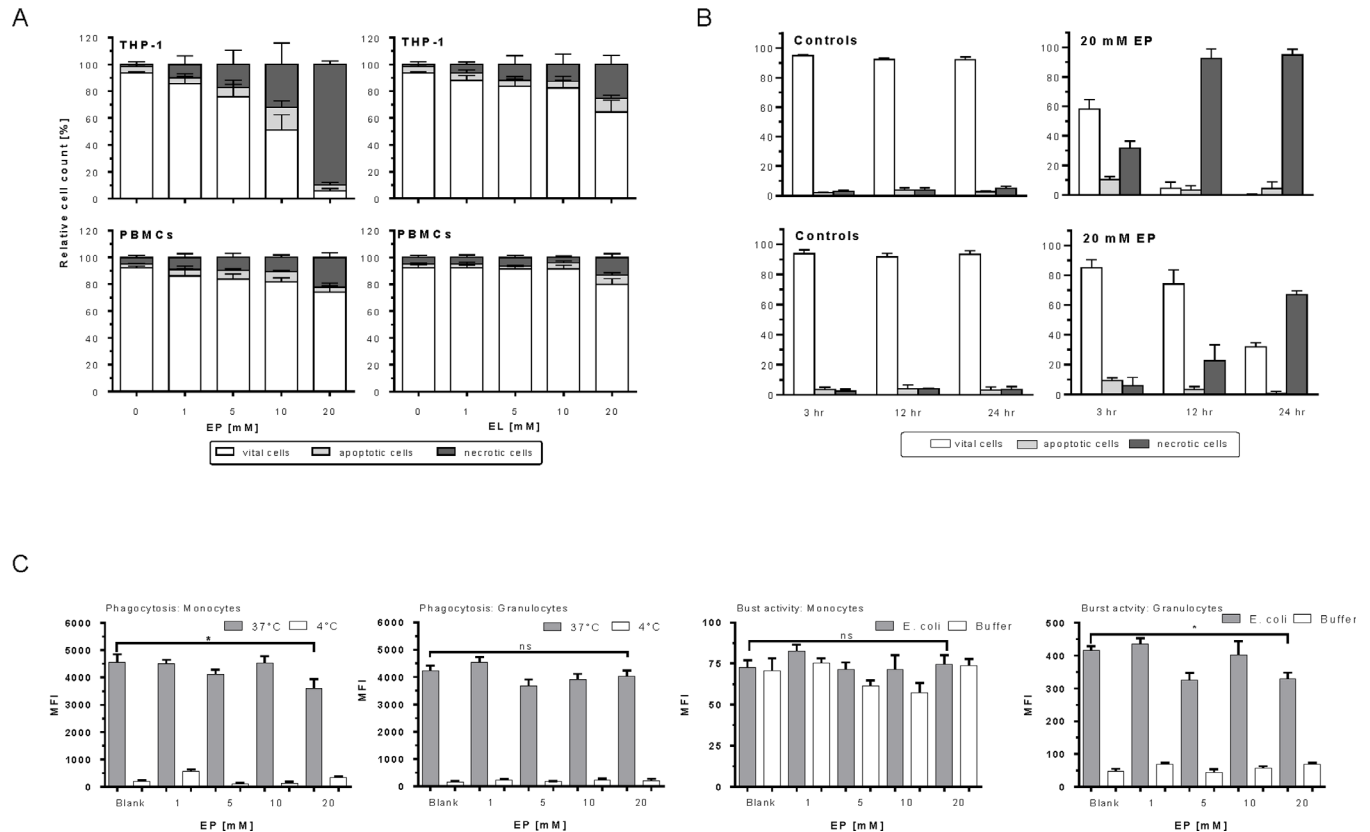 A
B
THP-1
THP-1
120
100
80
60
40
20
0
120
100
80
60
40
20
0
Relative cell count [%]
PBMCs
PBMCs
120
100
80
60
40
20
0
120
100
80
60
40
20
0
0 1 5 10 20
0 1 5 10 20
EP [mM]
EL [mM]
vital cells apoptotic cells necrotic cells
Controls
20 mM EP
100
80
60
40
20
0
100
80
60
40
20
0
Controls
20 mM EP
100
80
60
40
20
0
100
80
60
40
20
0
3 hr 12 hr 24 hr
3 hr 12 hr 24 hr
vital cells apoptotic cells necrotic cells
C
Phagocytosis: Monocytes
37°C 4°C
*
6000
5000
4000
3000
2000
1000
0
MFI
Blank 1 5 10 20
EP [mM]
Phagocytosis: Granulocytes
37°C 4°C
ns
6000
5000
4000
3000
2000
1000
0
MFI
Blank 1 5 10 20
EP [mM]
Bust activity: Monocytes
E. coli Buffer
ns
100
75
50
25
0
MFI
Blank 1 5 10 20
EP [mM]
Burst activity: Granulocytes
E. coli Buffer
*
500
400
300
200
100
0
MFI
Blank 1 5 10 20
EP [mM]